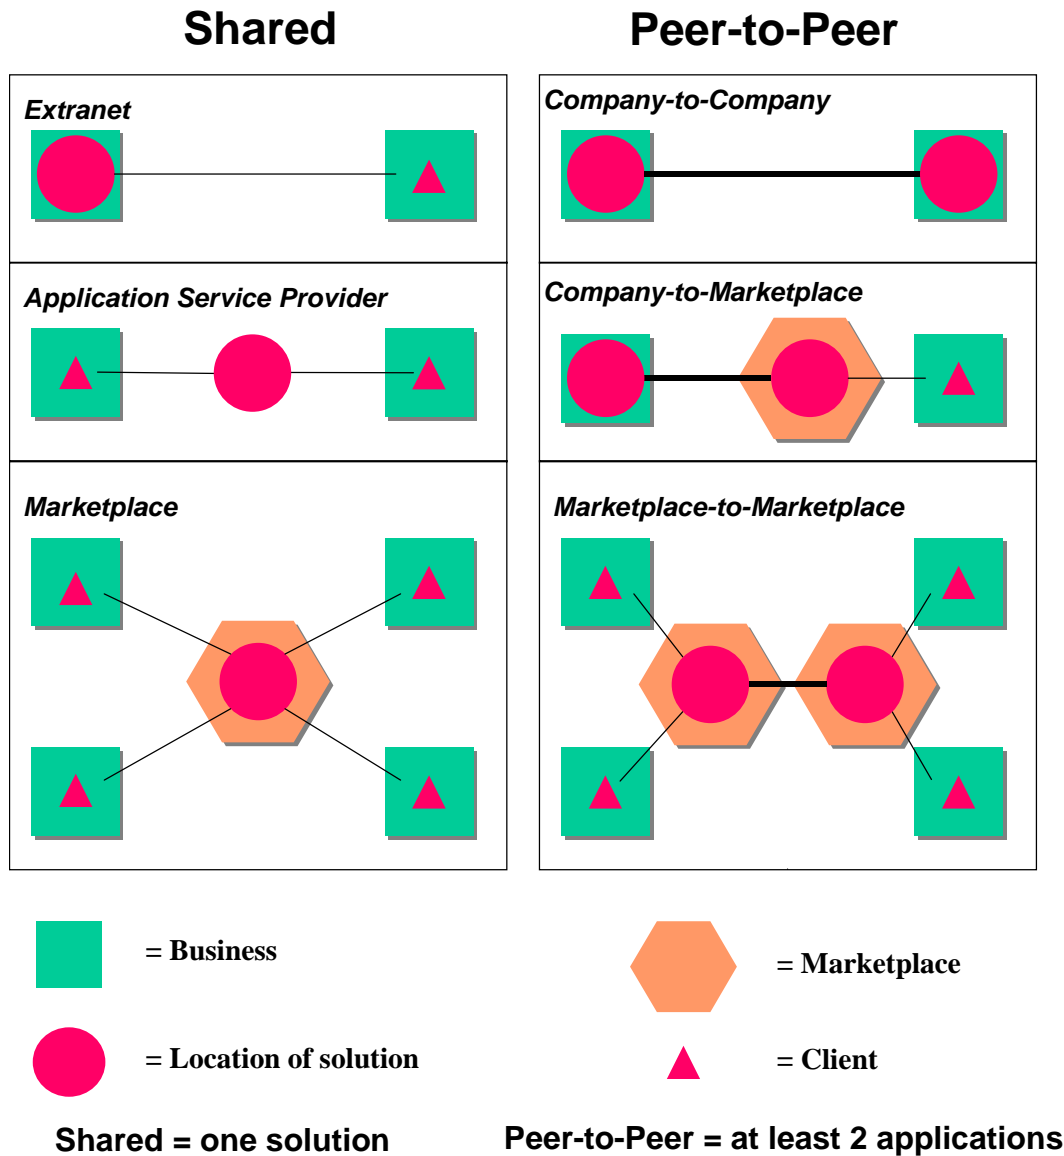 Shared
Peer-to-Peer
Extranet
Company-to-Company
Application Service Provider
Company-to-Marketplace
Marketplace
Marketplace-to-Marketplace
= Business
= Marketplace
= Location of solution
= Client
Shared = one solution
Peer-to-Peer = at least 2 applications